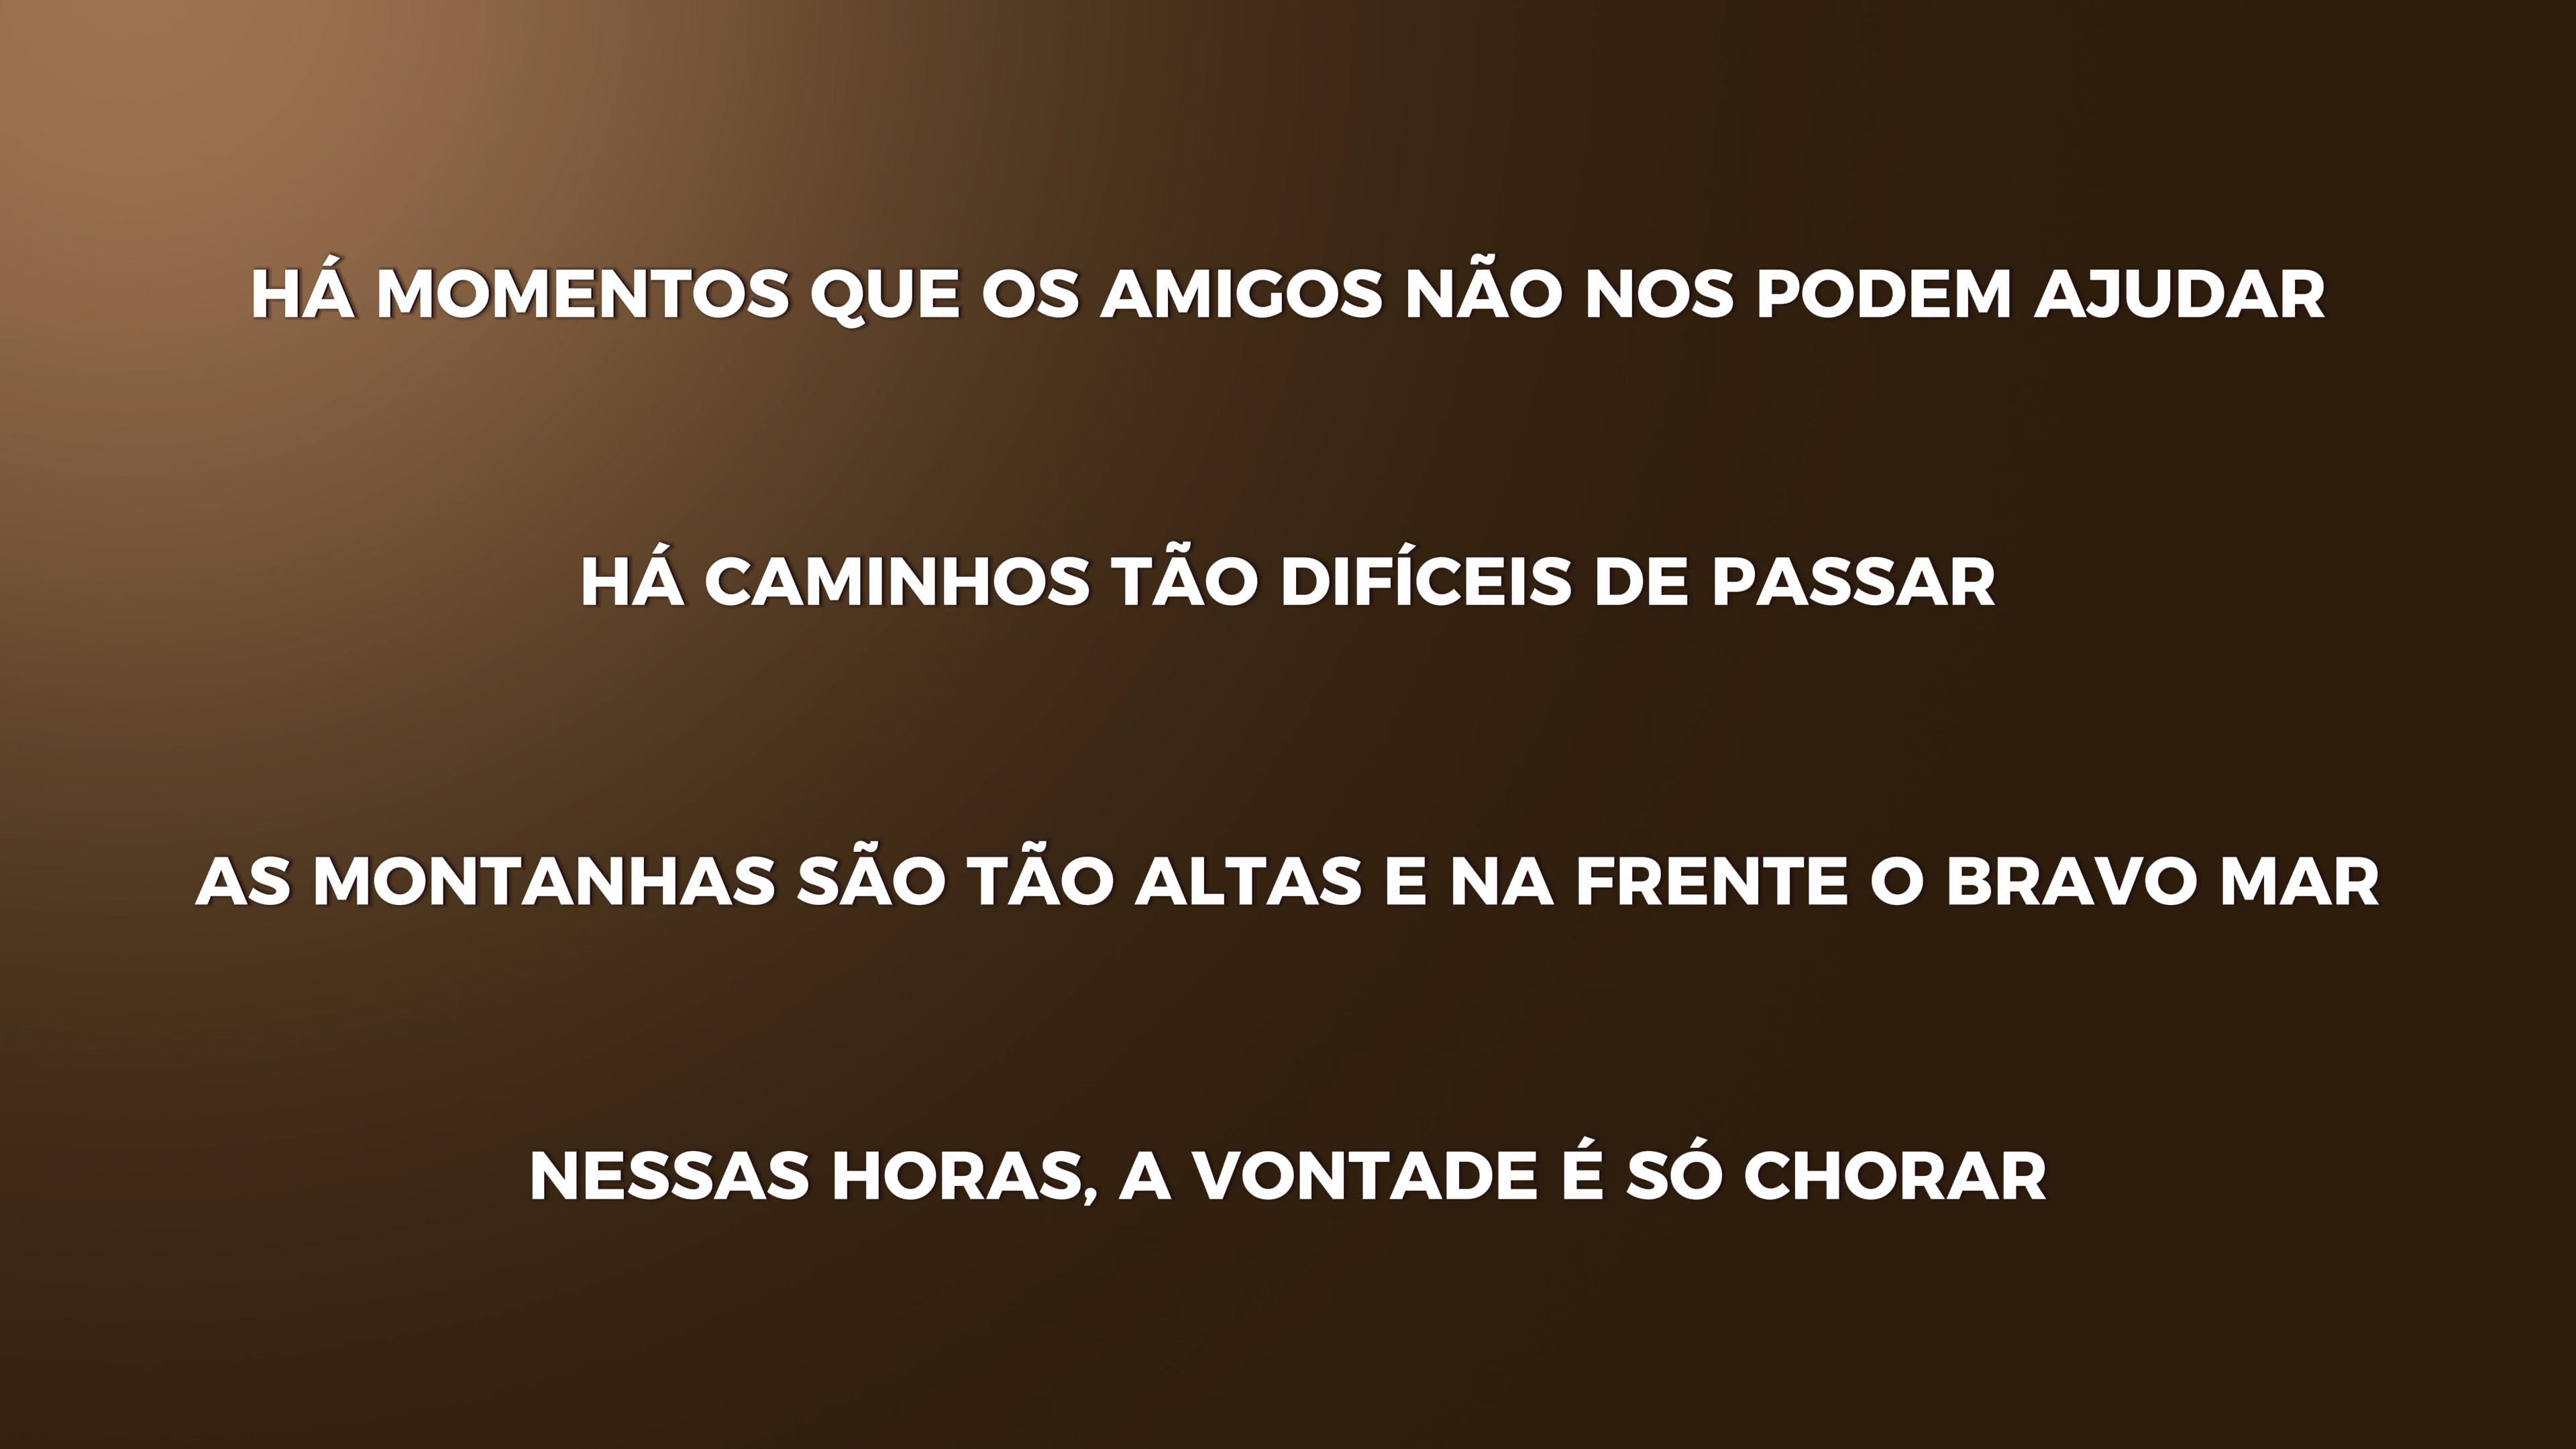 HÁ MOMENTOS QUE OS AMIGOS NÃO NOS PODEM AJUDAR
HÁ CAMINHOS TÃO DIFÍCEIS DE PASSAR
AS MONTANHAS SÃO TÃO ALTAS E NA FRENTE O BRAVO MAR
NESSAS HORAS, A VONTADE É SÓ CHORAR